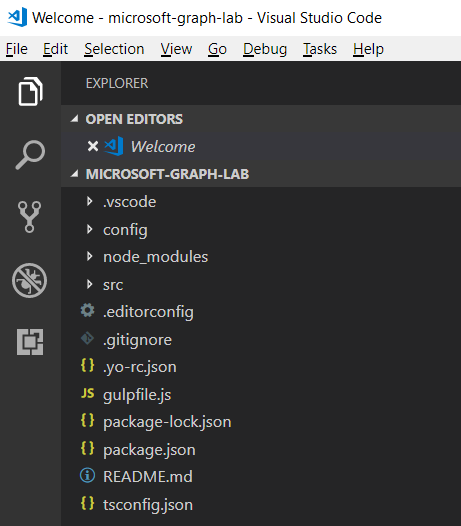 Welcome - microsoft-graph-lab - Visual Studio Code
File Edit Selection View Go Debug Tasks Help
EXPLORER
OPEN EDITORS
Welcome
MICROSOFT-GRAPH-LAB
.vscode
config
node_modules
src
.editorconfig
.gitignore
{} .yo-rc.json
JS gulpfile.js
{} package-lock.json
{} package.json
README.md
{} tsconfig.json